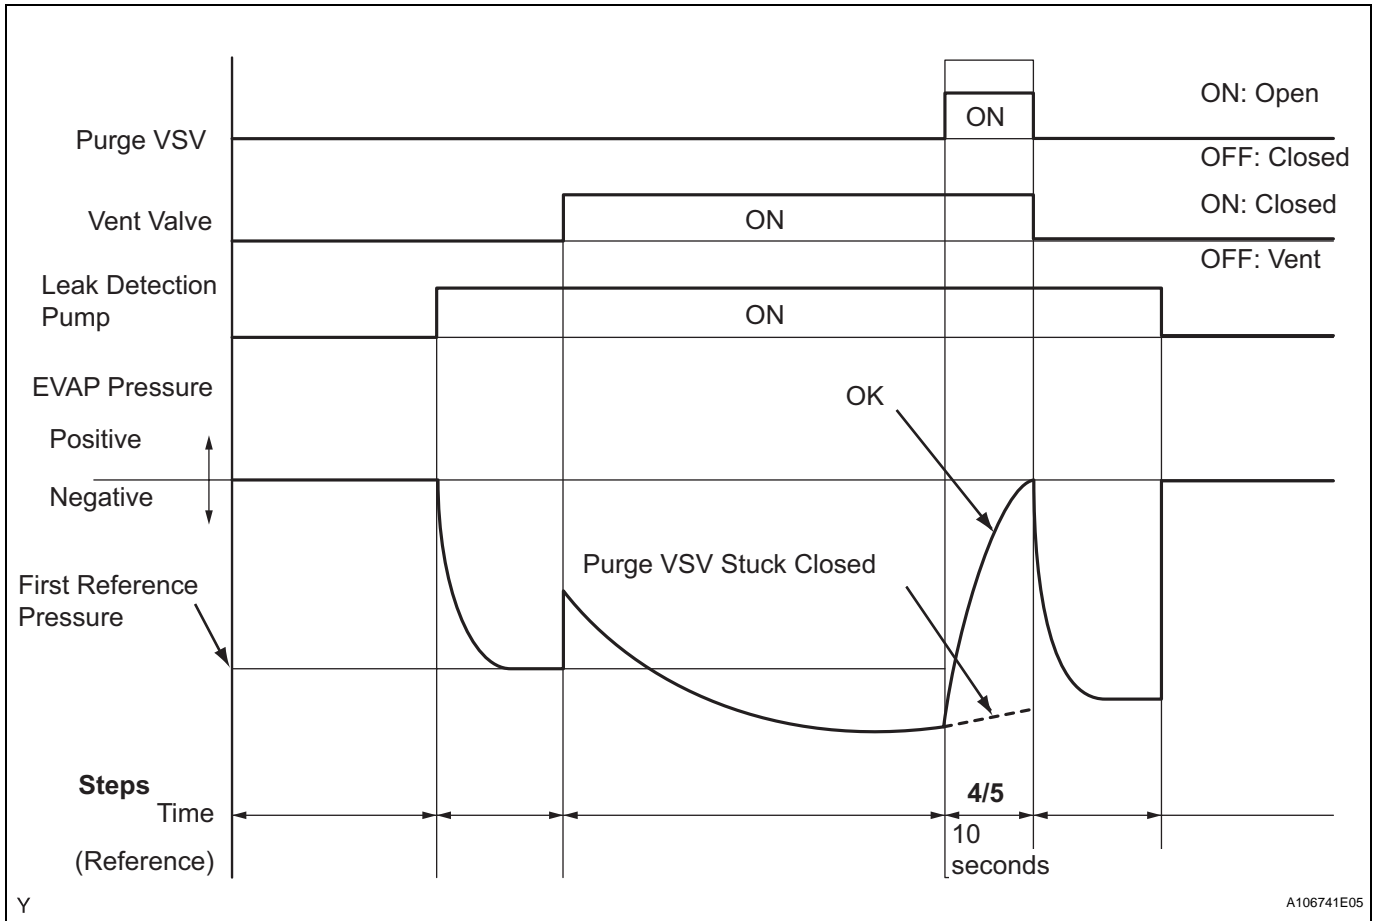 ON: Open
ON
Purge VSV
OFF: Closed
ON: Closed
Vent Valve
ON
OFF: Vent
Leak Detection
Pump
ON
EVAP Pressure
OK
Positive
Negative
Purge VSV Stuck Closed
First Reference
Pressure
Steps
4/5
Time
10
seconds
(Reference)
Y
A106741E05